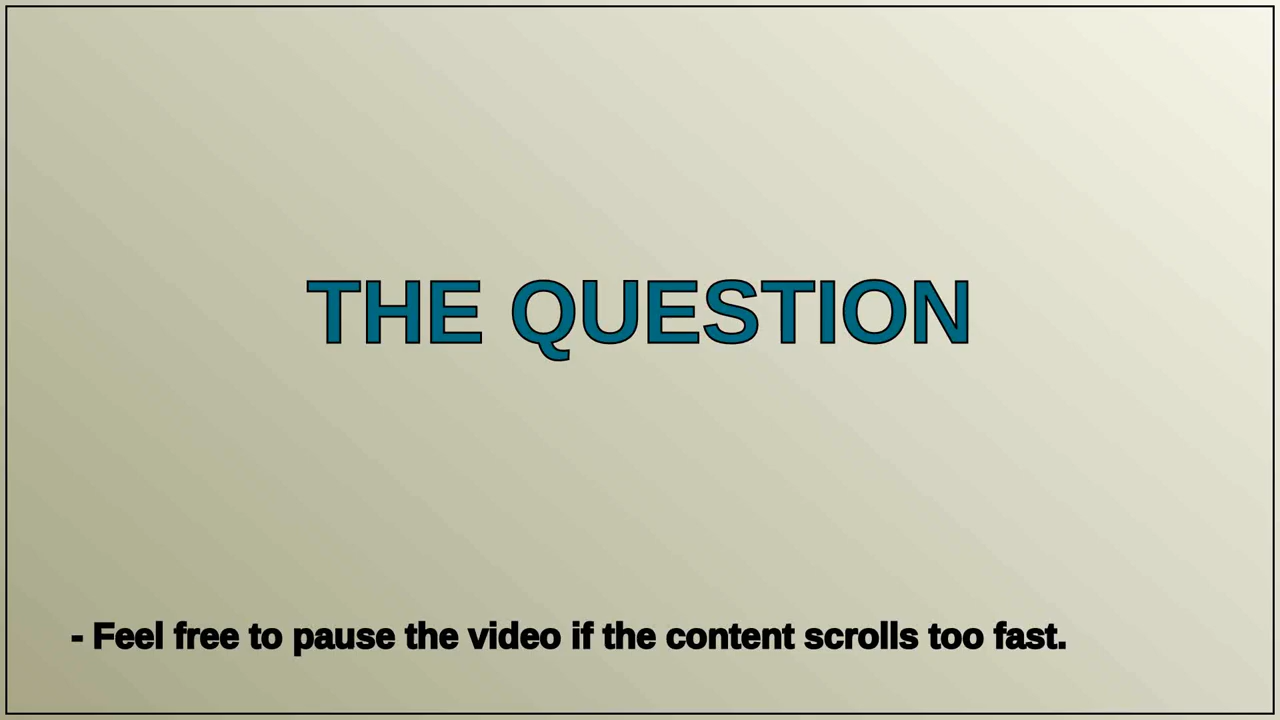 THE QUESTION
- Feel free to pause the video if the content scrolls too fast.